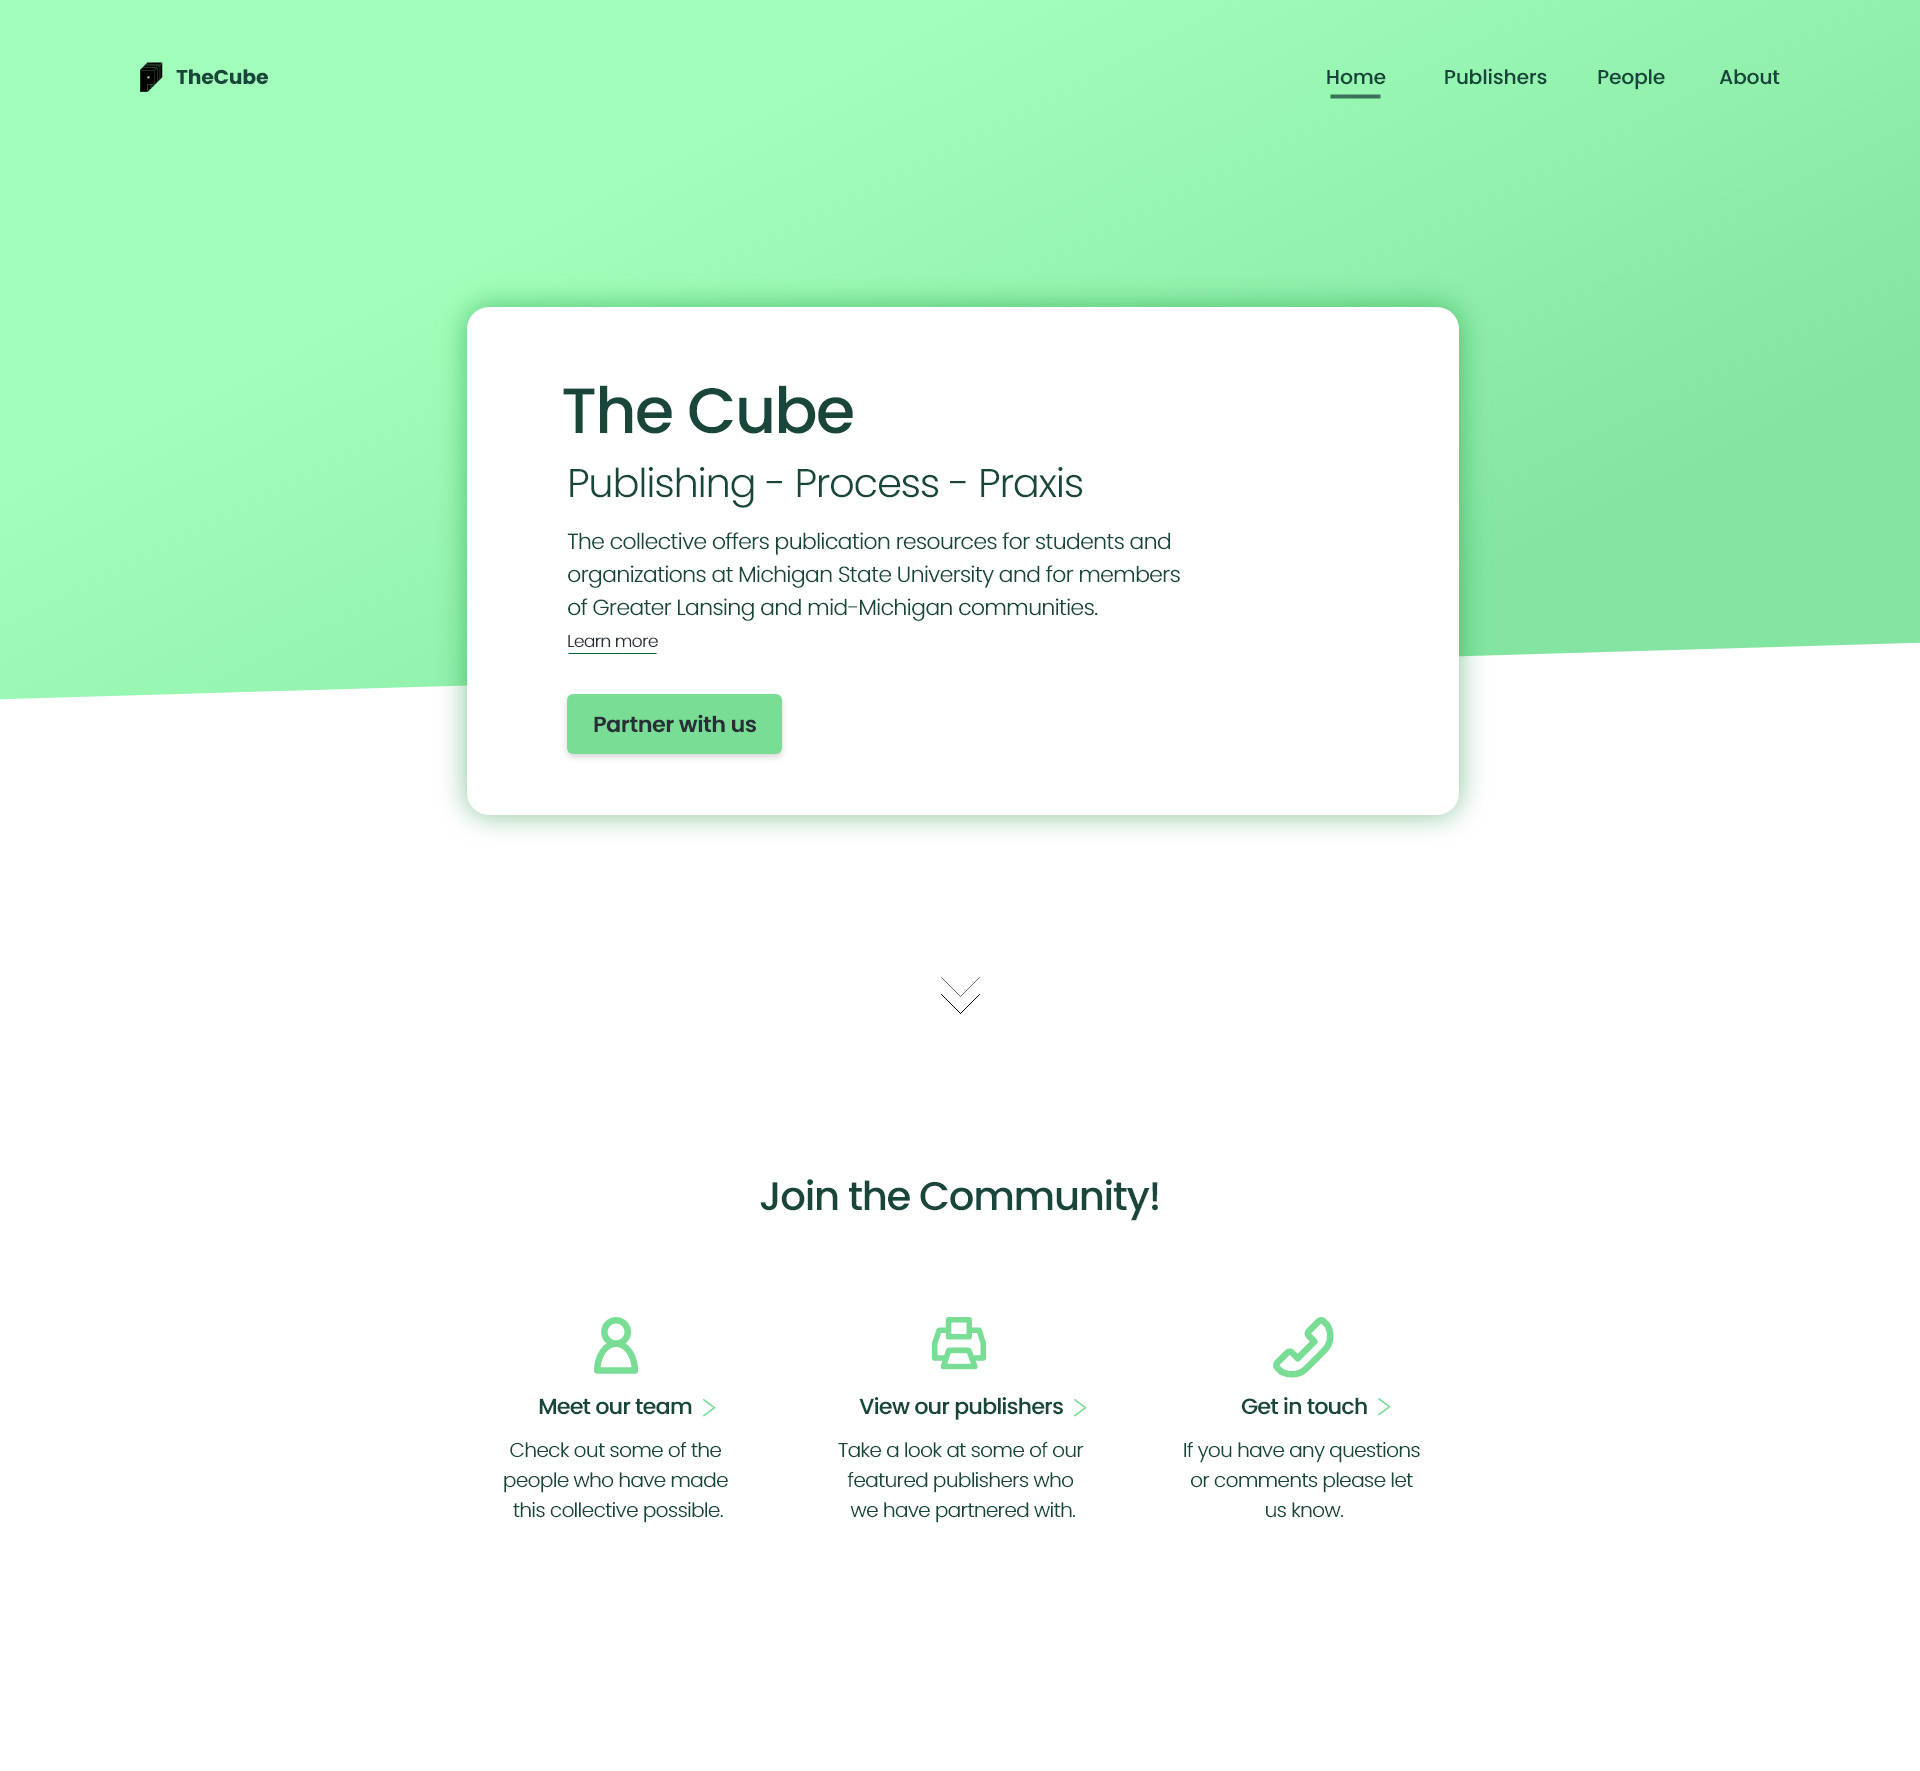 TheCube
Home
Publishers
People
About
The Cube
Publishing - Process - Praxis
The collective offers publication resources for students and
organizations at Michigan State University and for members
of Greater Lansing and mid-Michigan communities.
Learn more
Partner with us
Join the Community!
Meet our team
Check out some of the
people who have made
this collective possible.
View our publishers
Take a look at some of our
featured publishers who
we have partnered with.
Get in touch
If you have any questions
or comments please let
us know.